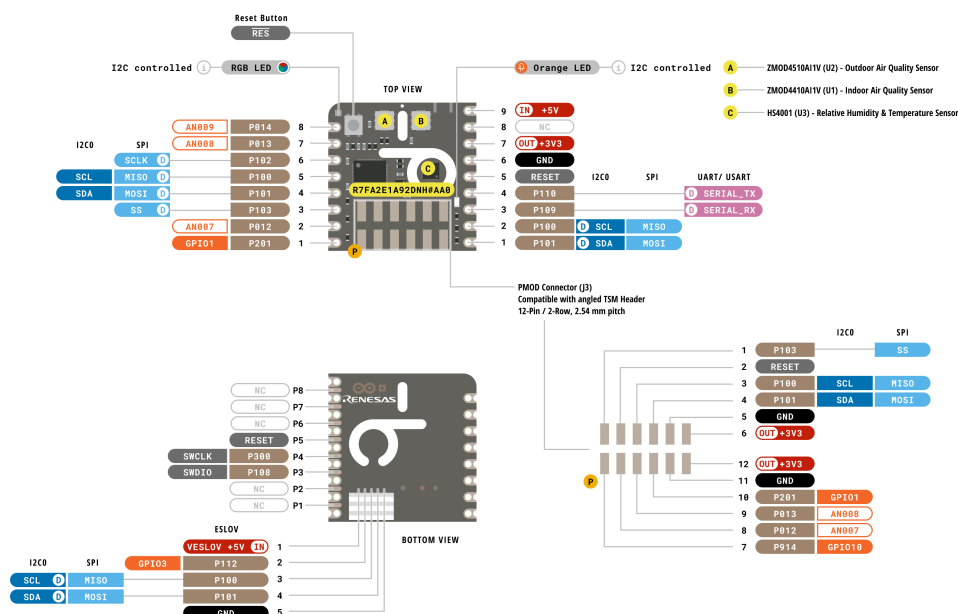 Reset Button
RES
I2C controlled i RGB LED
Orange LED i I2C controlled
A ZMOD4510AI1V (U2) - Outdoor Air Quality Sensor
B ZMOD4410AI1V (U1) - Indoor Air Quality Sensor
C HS4001 (U3) - Relative Humidity & Temperature Sensor
TOP VIEW
A B
C
R7FA2E1A92DNH#AA0
P
I2C0 SPI
AN009 P014 8
AN008 P013 7
SCLK D P102 6
SCL MISO D P100 5
SDA MOSI D P101 4
SS D P103 3
AN007 P012 2
GPIO1 P201 1
9 IN +5V
8 NC
7 OUT +3V3
6 GND
5 RESET
I2C0 SPI UART/ USART
4 P110 D SERIAL_TX
3 P109 D SERIAL_RX
2 P100 D SCL MISO
1 P101 D SDA MOSI
PMOD Connector (J3)
Compatible with angled TSM Header
12-Pin / 2-Row, 2.54 mm pitch
I2C0 SPI
1 P103 SS
2 RESET
3 P100 SCL MISO
4 P101 SDA MOSI
5 GND
6 OUT +3V3
12 OUT +3V3
11 GND
10 P201 GPIO1
9 P013 AN008
8 P012 AN007
7 P914 GPIO10
P
NC P8
NC P7
NC P6
RESET P5
SWCLK P300 P4
SWDIO P108 P3
NC P2
NC P1
RENESAS
BOTTOM VIEW
ESLOV
VESLOV +5V IN 1
I2C0 SPI
GPIO3 P112 2
SCL D MISO P100 3
SDA D MOSI P101 4
GND 5